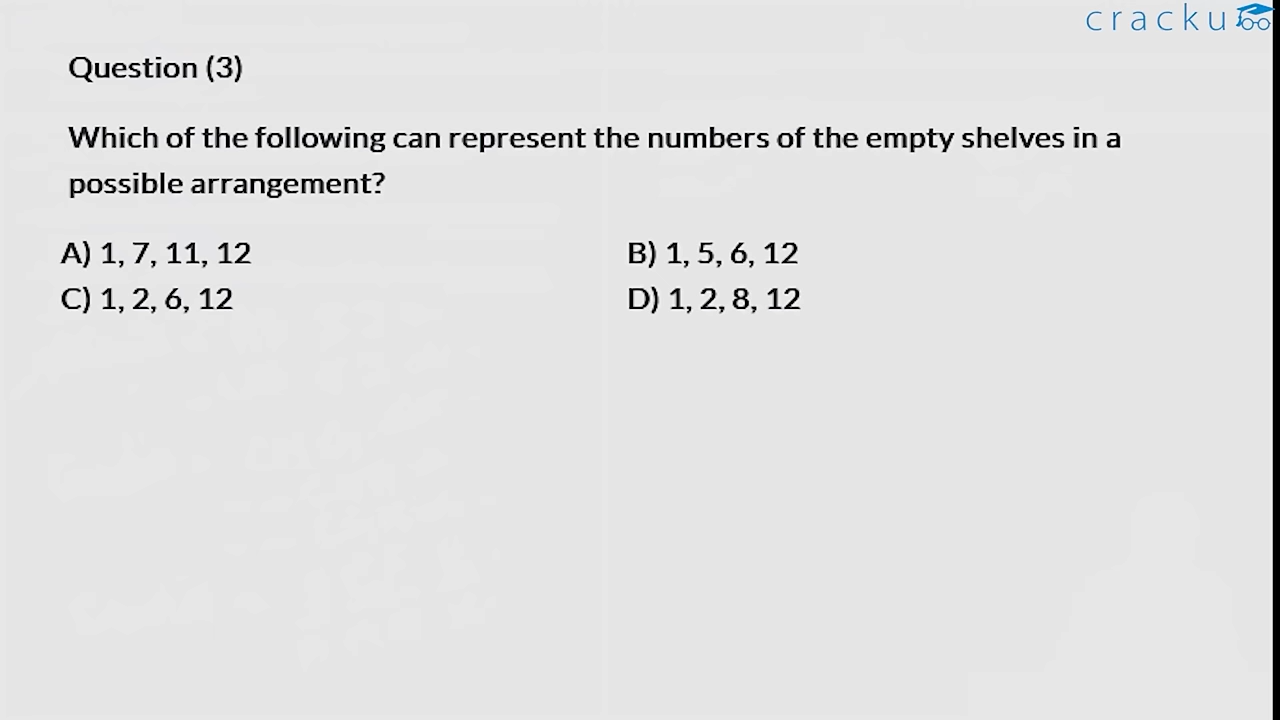 cracku
Question (3)
Which of the following can represent the numbers of the empty shelves in a
possible arrangement?
A) 1, 7, 11, 12
B) 1, 5, 6, 12
C) 1, 2, 6, 12
D) 1, 2, 8, 12